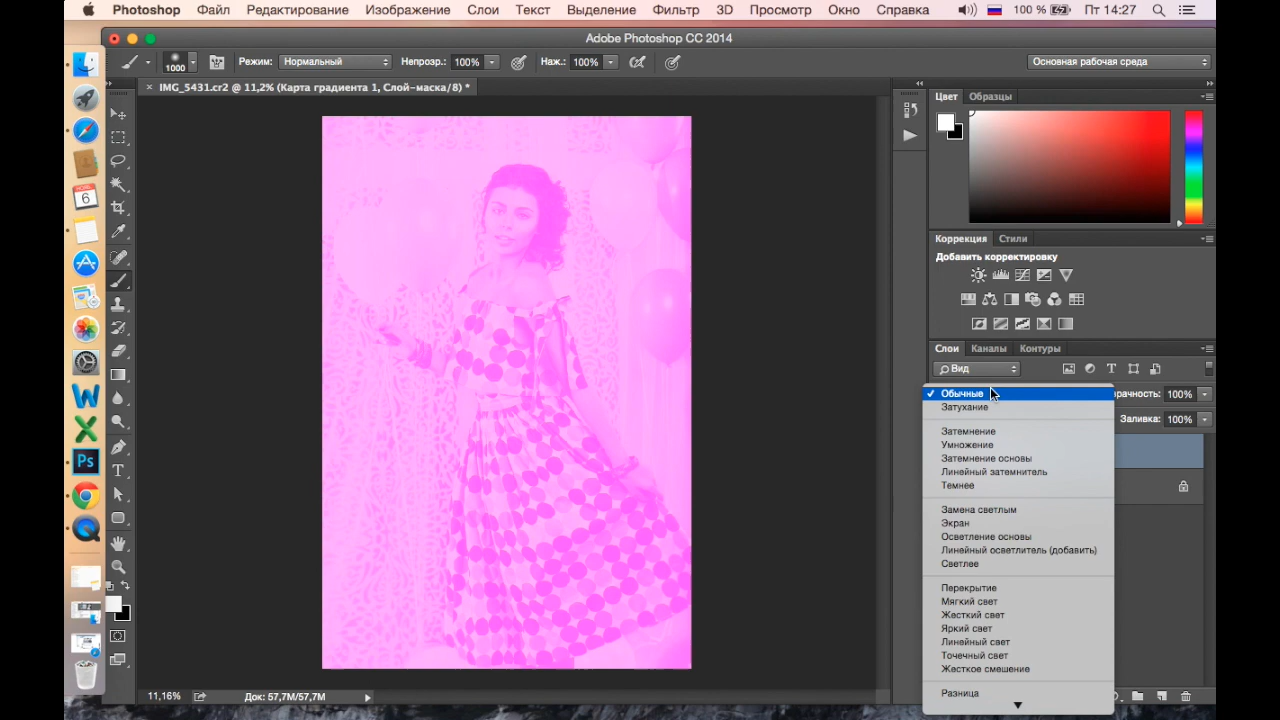 Photoshop Файл Редактирование Изображение Слои Текст Выделение Фильтр 3D Просмотр Окно Справка 100 % Пт 14:27
Adobe Photoshop CC 2014
1000 Режим: Нормальный Непрозр.: 100% Наж.: 100% Основная рабочая среда
IMG_5431.cr2 @ 11,2% (Карта градиента 1, Слой-маска/8) *
Цвет Образцы
Коррекция Стили
Добавить корректировку
Слои Каналы Контуры
Вид
Обычные
100%
Затухание
Заливка: 100%
Затемнение
Умножение
Затемнение основы
Линейный затемнитель
Темнее
Замена светлым
Экран
Осветление основы
Линейный осветлитель (добавить)
Светлее
Перекрытие
Мягкий свет
Жесткий свет
Яркий свет
Линейный свет
Точечный свет
Жесткое смешение
Разница
6
Ps
W
X
T
11,16% Док: 57,7M/57,7M